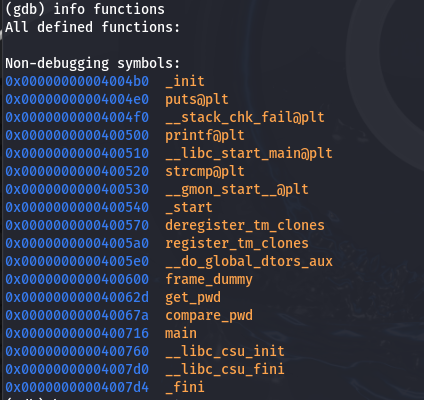 (gdb) info functions
All defined functions:
Non-debugging symbols:
0x00000000004004b0  _init
0x00000000004004e0  puts@plt
0x00000000004004f0  __stack_chk_fail@plt
0x0000000000400500  printf@plt
0x0000000000400510  __libc_start_main@plt
0x0000000000400520  strcmp@plt
0x0000000000400530  __gmon_start__@plt
0x0000000000400540  _start
0x0000000000400570  deregister_tm_clones
0x00000000004005a0  register_tm_clones
0x00000000004005e0  __do_global_dtors_aux
0x0000000000400600  frame_dummy
0x000000000040062d  get_pwd
0x000000000040067a  compare_pwd
0x0000000000400716  main
0x0000000000400760  __libc_csu_init
0x00000000004007d0  __libc_csu_fini
0x00000000004007d4  _fini